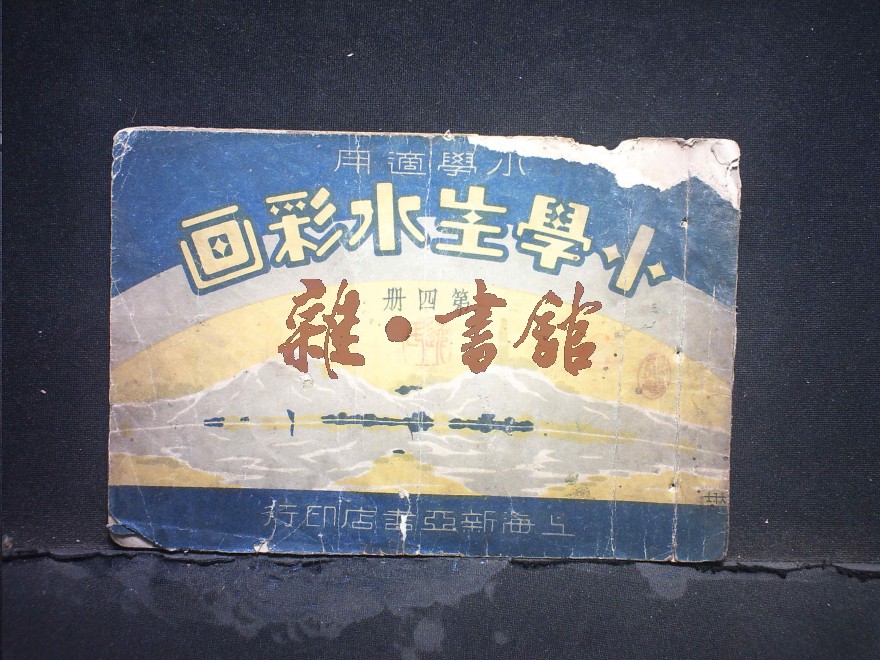 小學適用
小學生水彩画
第四册
雜·書館
上海新亞書店印行